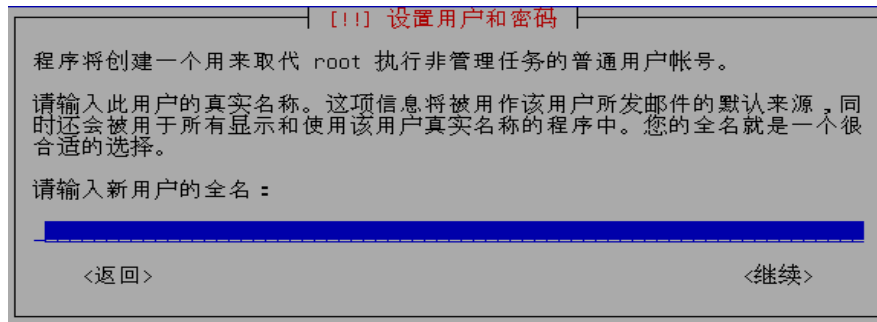 [!!] 设置用户和密码
程序将创建一个用来取代 root 执行非管理任务的普通用户帐号。
请输入此用户的真实名称。这项信息将被用作该用户所发邮件的默认来源，同
时还会被用于所有显示和使用该用户真实名称的程序中。您的全名就是一个很
合适的选择。
请输入新用户的全名：
<返回> <继续>